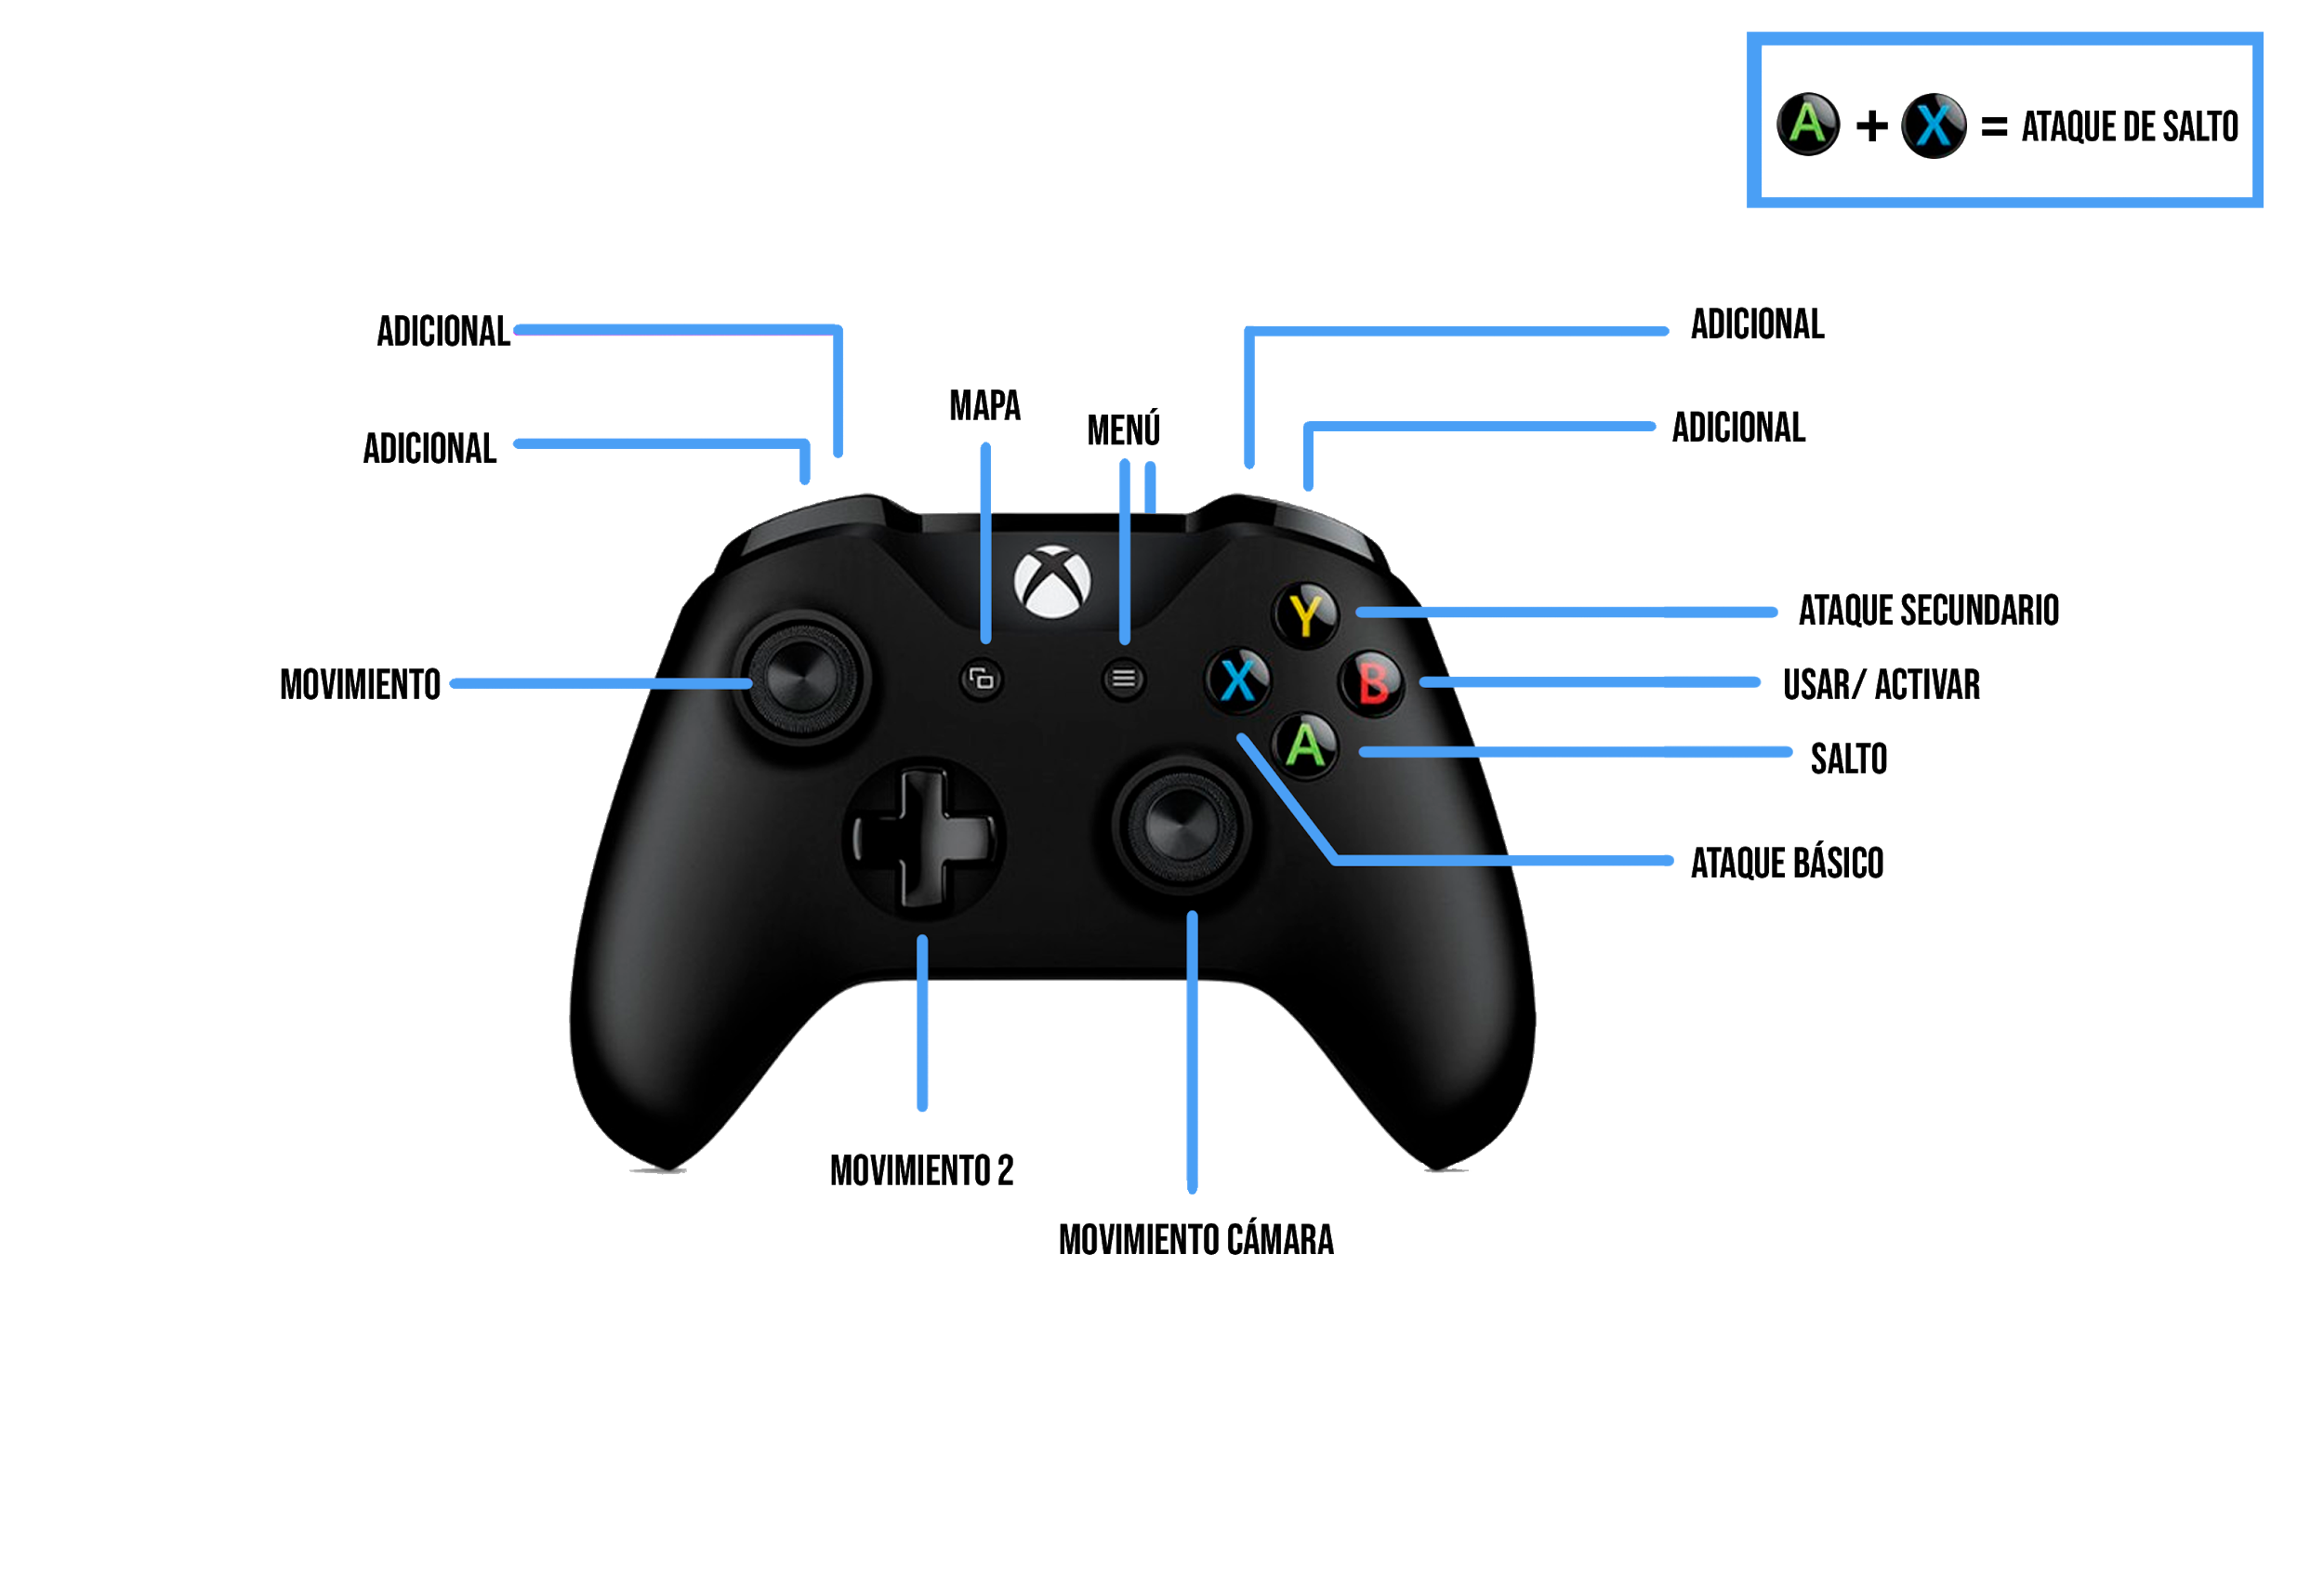 A + X = ATAQUE DE SALTO
ADICIONAL
ADICIONAL
MAPA
MENÚ
ADICIONAL
ADICIONAL
Y
ATAQUE SECUNDARIO
MOVIMIENTO
X
B
USAR/ ACTIVAR
A
SALTO
ATAQUE BÁSICO
MOVIMIENTO 2
MOVIMIENTO CÁMARA